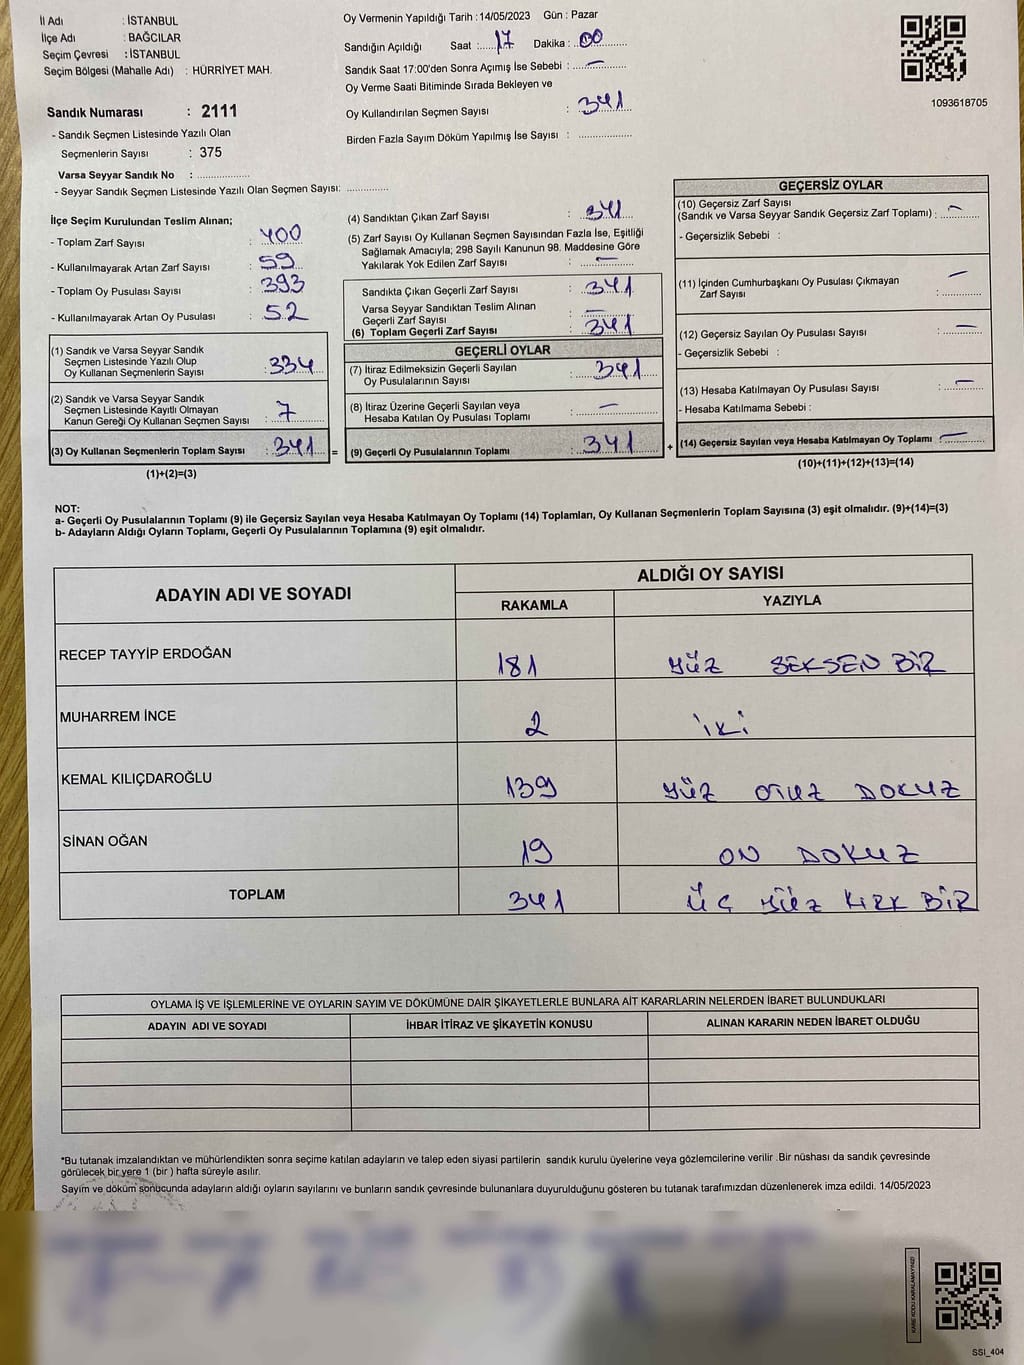 İl Adı : İSTANBUL
İlçe Adı : BAĞCILAR
Seçim Çevresi : İSTANBUL
Seçim Bölgesi (Mahalle Adı) : HÜRRİYET MAH.
Sandık Numarası : 2111
- Sandık Seçmen Listesinde Yazılı Olan
Seçmenlerin Sayısı : 375
Varsa Seyyar Sandık No : ..................
- Seyyar Sandık Seçmen Listesinde Yazılı Olan Seçmen Sayısı: ..............
Oy Vermenin Yapıldığı Tarih : 14/05/2023 Gün : Pazar
Sandığın Açıldığı Saat : 17 Dakika : 00
Sandık Saat 17:00'den Sonra Açımış İse Sebebi : —
Oy Verme Saati Bitiminde Sırada Bekleyen ve
Oy Kullandırılan Seçmen Sayısı : 341
Birden Fazla Sayım Döküm Yapılmış İse Sayısı : ..................
1093618705
İlçe Seçim Kurulundan Teslim Alınan;
- Toplam Zarf Sayısı : 400
- Kullanılmayarak Artan Zarf Sayısı : 59
- Toplam Oy Pusulası Sayısı : 393
- Kullanılmayarak Artan Oy Pusulası : 52
(1) Sandık ve Varsa Seyyar Sandık
Seçmen Listesinde Yazılı Olup
Oy Kullanan Seçmenlerin Sayısı : 334
(2) Sandık ve Varsa Seyyar Sandık
Seçmen Listesinde Kayıtlı Olmayan
Kanun Gereği Oy Kullanan Seçmen Sayısı : 7
(3) Oy Kullanan Seçmenlerin Toplam Sayısı : 341 =
(1)+(2)=(3)
(4) Sandıktan Çıkan Zarf Sayısı : 341
(5) Zarf Sayısı Oy Kullanan Seçmen Sayısından Fazla İse, Eşitliği
Sağlamak Amacıyla; 298 Sayılı Kanunun 98. Maddesine Göre
Yakılarak Yok Edilen Zarf Sayısı : —
Sandıkta Çıkan Geçerli Zarf Sayısı : 341
Varsa Seyyar Sandıktan Teslim Alınan
Geçerli Zarf Sayısı : —
(6) Toplam Geçerli Zarf Sayısı : 341
GEÇERLİ OYLAR
(7) İtiraz Edilmeksizin Geçerli Sayılan
Oy Pusulalarının Sayısı : 341
(8) İtiraz Üzerine Geçerli Sayılan veya
Hesaba Katılan Oy Pusulası Toplamı : —
(9) Geçerli Oy Pusulalarının Toplamı : 341 +
GEÇERSİZ OYLAR
(10) Geçersiz Zarf Sayısı
(Sandık ve Varsa Seyyar Sandık Geçersiz Zarf Toplamı) : —
- Geçersizlik Sebebi :
(11) İçinden Cumhurbaşkanı Oy Pusulası Çıkmayan
Zarf Sayısı : —
(12) Geçersiz Sayılan Oy Pusulası Sayısı : —
- Geçersizlik Sebebi :
(13) Hesaba Katılmayan Oy Pusulası Sayısı : —
- Hesaba Katılmama Sebebi :
(14) Geçersiz Sayılan veya Hesaba Katılmayan Oy Toplamı : —
(10)+(11)+(12)+(13)=(14)
NOT:
a- Geçerli Oy Pusulalarının Toplamı (9) ile Geçersiz Sayılan veya Hesaba Katılmayan Oy Toplamı (14) Toplamları, Oy Kullanan Seçmenlerin Toplam Sayısına (3) eşit olmalıdır. (9)+(14)=(3)
b- Adayların Aldığı Oyların Toplamı, Geçerli Oy Pusulalarının Toplamına (9) eşit olmalıdır.
ADAYIN ADI VE SOYADI ALDIĞI OY SAYISI
RAKAMLA YAZIYLA
RECEP TAYYİP ERDOĞAN 181 YÜZ SEKSEN BİR
MUHARREM İNCE 2 İKİ
KEMAL KILIÇDAROĞLU 139 YÜZ OTUZ DOKUZ
SİNAN OĞAN 19 ON DOKUZ
TOPLAM 341 ÜÇ YÜZ KIRK BİR
OYLAMA İŞ VE İŞLEMLERİNE VE OYLARIN SAYIM VE DÖKÜMÜNE DAİR ŞİKAYETLERLE BUNLARA AİT KARARLARIN NELERDEN İBARET BULUNDUKLARI
ADAYIN ADI VE SOYADI İHBAR İTİRAZ VE ŞİKAYETİN KONUSU ALINAN KARARIN NEDEN İBARET OLDUĞU
*Bu tutanak imzalandıktan ve mühürlendikten sonra seçime katılan adayların ve talep eden siyasi partilerin sandık kurulu üyelerine veya gözlemcilerine verilir .Bir nüshası da sandık çevresinde
görülecek bir yere 1 (bir ) hafta süreyle asılır.
Sayım ve döküm sonucunda adayların aldığı oyların sayılarını ve bunların sandık çevresinde bulunanlara duyurulduğunu gösteren bu tutanak tarafımızdan düzenlenerek imza edildi. 14/05/2023
KARE KODU KARALAMAYINIZ!
SSI_404